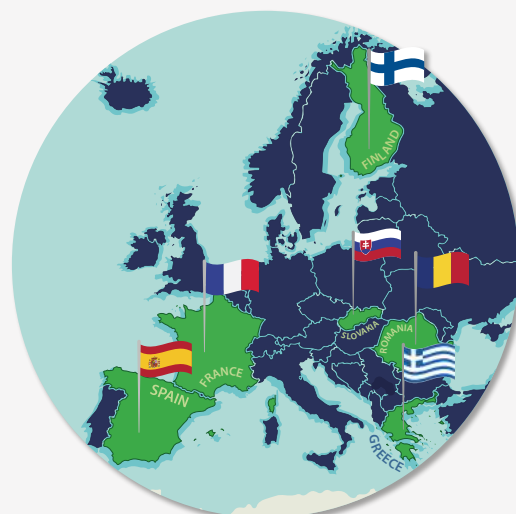 FINLAND
SLOVAKIA
ROMANIA
FRANCE
SPAIN
GREECE